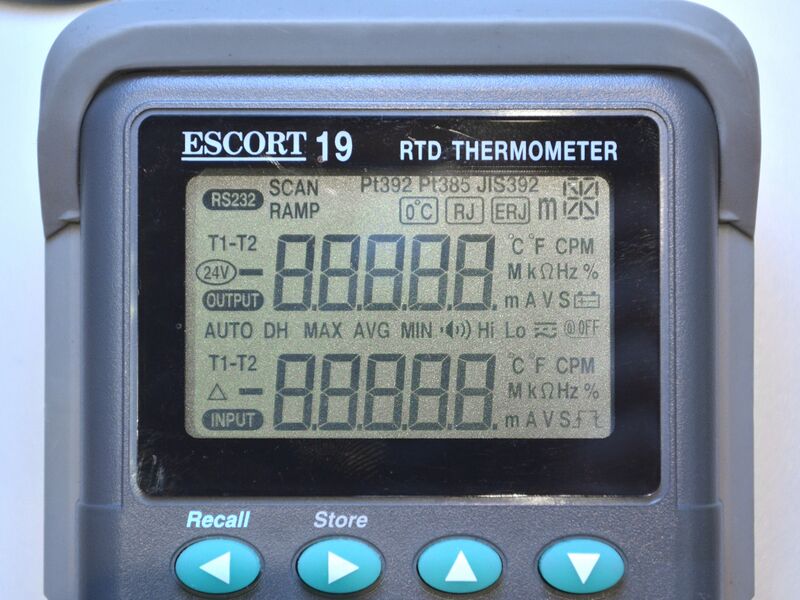 ESCORT 19 RTD THERMOMETER
RS232 SCAN Pt392 Pt385 JIS392
RAMP 0°C RJ ERJ m
T1-T2 °C °F CPM
24V 88888 M k Ω Hz %
OUTPUT m A V S
AUTO DH MAX AVG MIN Hi Lo OFF
T1-T2 °C °F CPM
△ 88888 M k Ω Hz %
INPUT m A V S
Recall Store